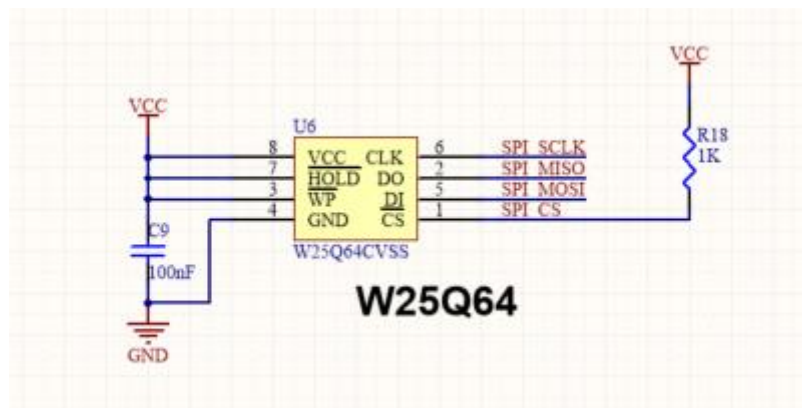 VCC
VCC
U6
R18
1K
8 VCC CLK 6 SPI_SCLK
7 HOLD DO 2 SPI_MISO
3 WP DI 5 SPI_MOSI
4 GND CS 1 SPI_CS
C9
W25Q64CVSS
100nF
W25Q64
GND